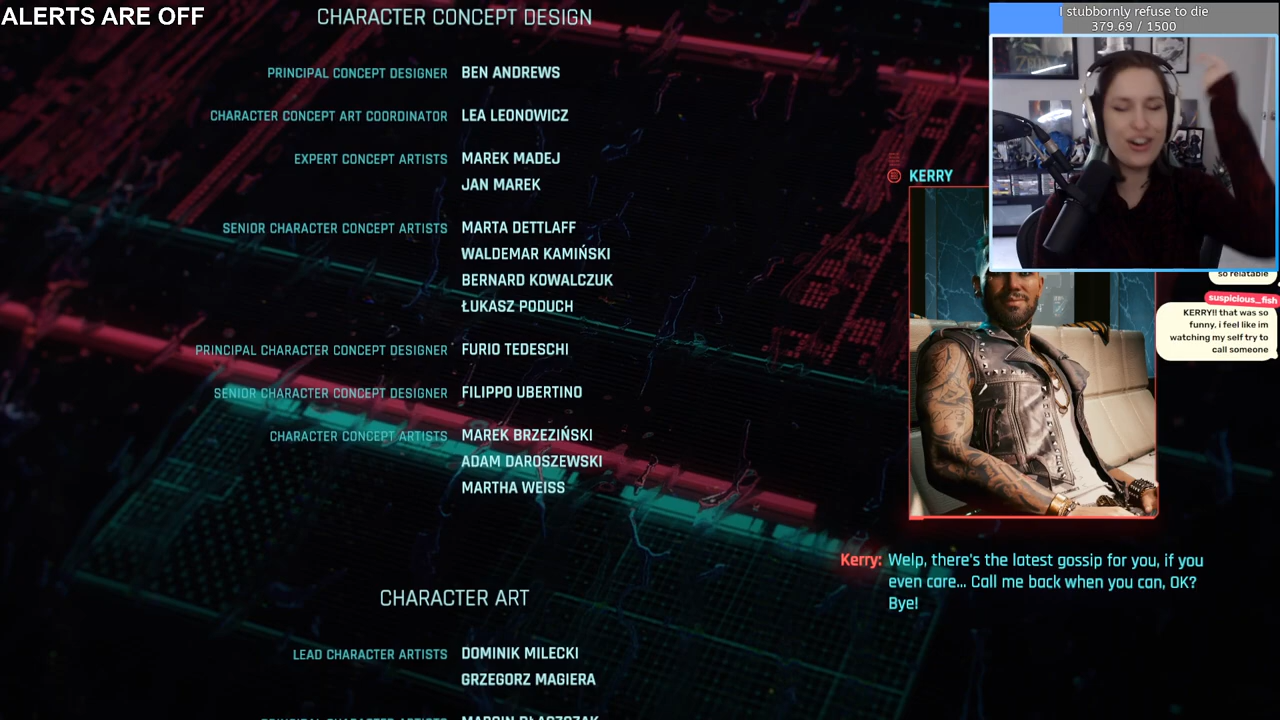 ALERTS ARE OFF
CHARACTER CONCEPT DESIGN
PRINCIPAL CONCEPT DESIGNER BEN ANDREWS
CHARACTER CONCEPT ART COORDINATOR LEA LEONOWICZ
EXPERT CONCEPT ARTISTS MAREK MADEJ
JAN MAREK
SENIOR CHARACTER CONCEPT ARTISTS MARTA DETTLAFF
WALDEMAR KAMIŃSKI
BERNARD KOWALCZUK
ŁUKASZ PODUCH
PRINCIPAL CHARACTER CONCEPT DESIGNER FURIO TEDESCHI
SENIOR CHARACTER CONCEPT DESIGNER FILIPPO UBERTINO
CHARACTER CONCEPT ARTISTS MAREK BRZEZIŃSKI
ADAM DAROSZEWSKI
MARTHA WEISS
CHARACTER ART
LEAD CHARACTER ARTISTS DOMINIK MILECKI
GRZEGORZ MAGIERA
I stubbornly refuse to die
379.69 / 1500
KERRY
so relatable
suspicious_fish
KERRY!! that was so
funny, i feel like im
watching my self try to
call someone
Kerry: Welp, there's the latest gossip for you, if you
even care... Call me back when you can, OK?
Bye!